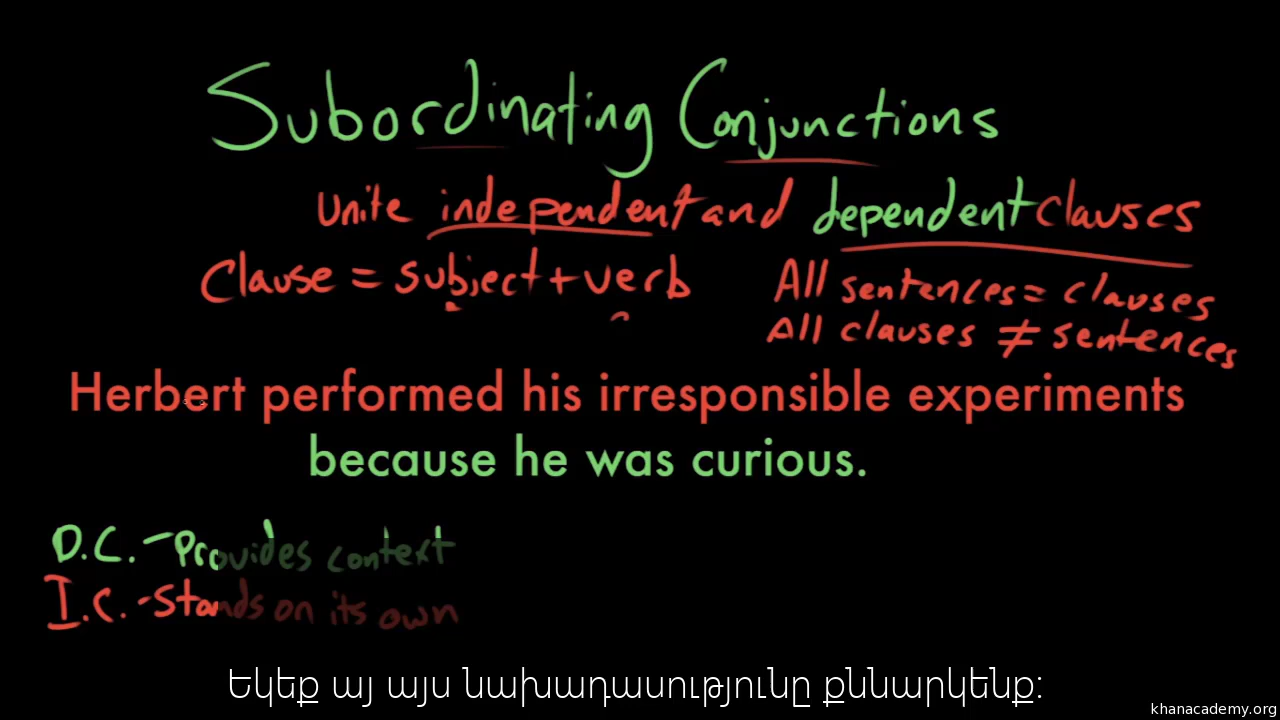 Subordinating Conjunctions
unite independent and dependent clauses
Clause = subject + verb
All sentences = clauses
All clauses ≠ sentences
Herbert performed his irresponsible experiments
because he was curious.
D.C. - Provides context
I.C. - Stands on its own
Եկեք այ այս նախադասությունը քննարկենք:
khanacademy.org